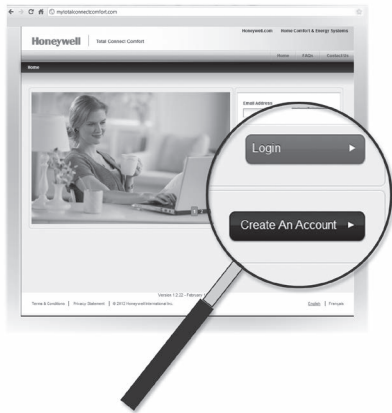 mytotalconnectcomfort.com
Honeywell.com Home Comfort & Energy Systems
Honeywell Total Connect Comfort
Home FAQs Contact Us
Home
Email Address
Login
Create An Account
Version 1.2.22 - February
Terms & Conditions | Privacy Statement | © 2012 Honeywell International Inc. English | Français